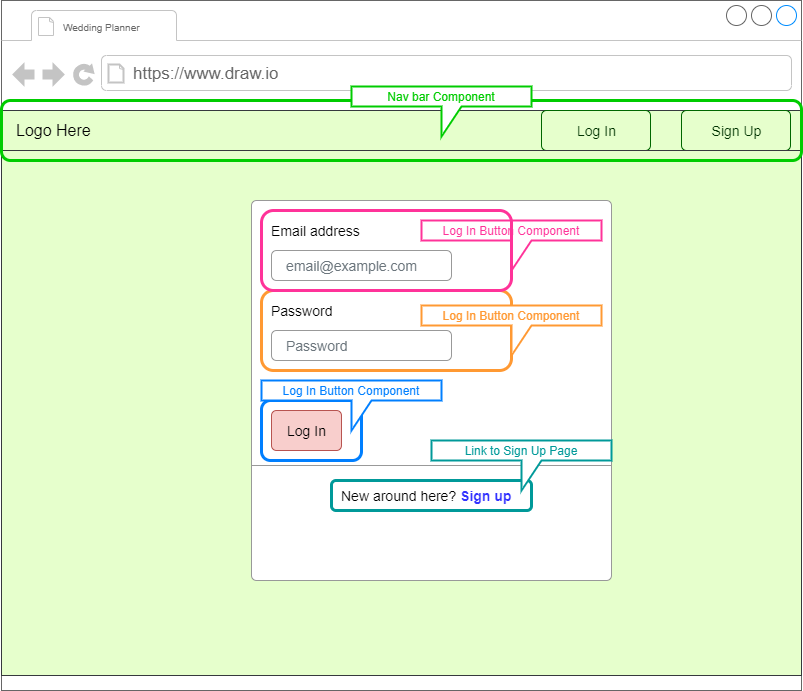 Wedding Planner
https://www.draw.io
Nav bar Component
Logo Here
Log In
Sign Up
Email address
Log In Button Component
email@example.com
Password
Log In Button Component
Password
Log In Button Component
Log In
Link to Sign Up Page
New around here? Sign up